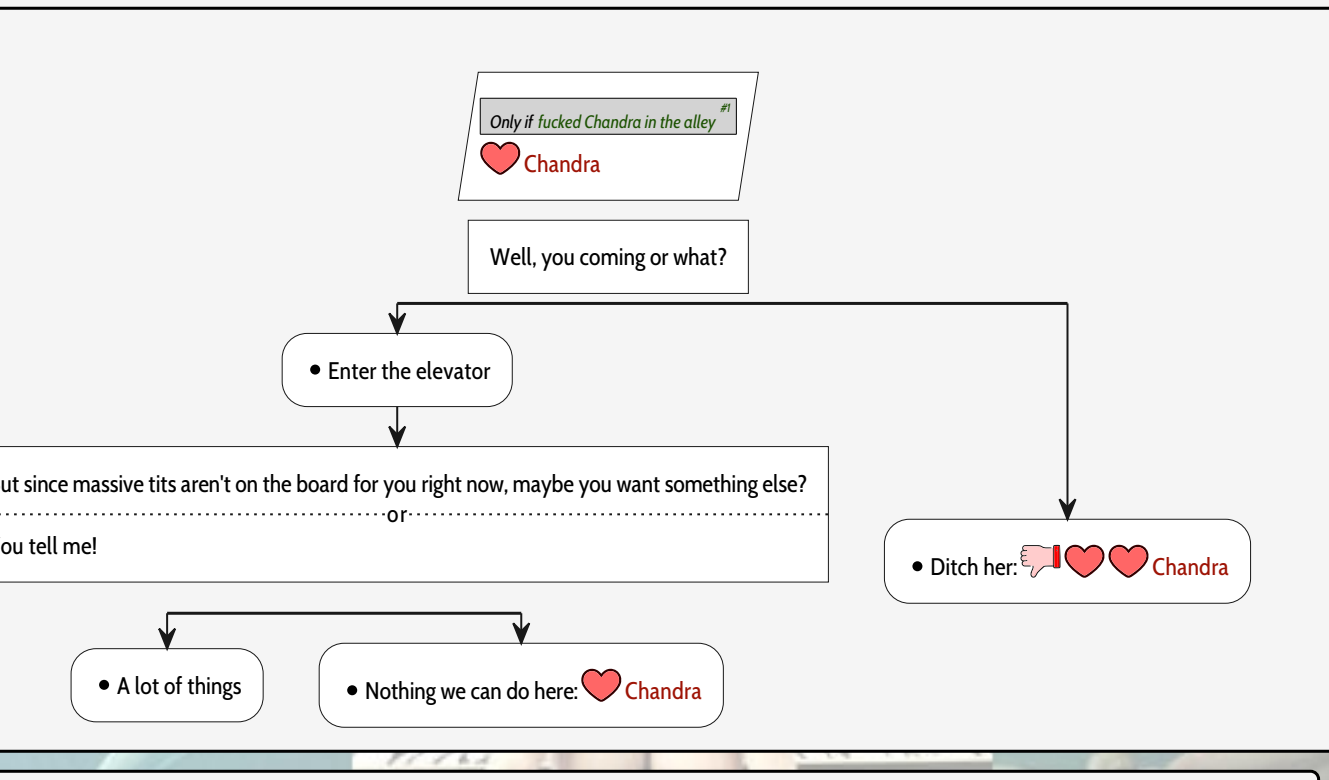 #1
Only if fucked Chandra in the alley
Chandra
Well, you coming or what?
• Enter the elevator
ut since massive tits aren't on the board for you right now, maybe you want something else?
or
ou tell me!
• Ditch her: Chandra
• A lot of things
• Nothing we can do here: Chandra